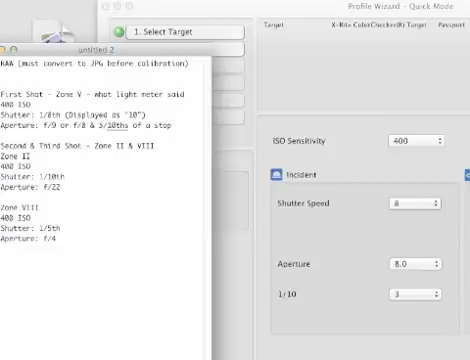 Profile Wizard - Quick Mode
1. Select Target
Target
X-Rite ColorChecker(R) Target
Passport
untitled 2
RAW (must convert to JPG before calibration)
First Shot - Zone V - what light meter said
400 ISO
Shutter: 1/8th (Displayed as "10")
Aperture: f/9 or f/8 & 3/10ths of a stop
Second & Third Shot - Zone II & VIII
Zone II
400 ISO
Shutter: 1/10th
Aperture: f/22
Zone VIII
400 ISO
Shutter: 1/5th
Aperture: f/4
ISO Sensitivity
400
Incident
Shutter Speed
8
Aperture
8.0
1/10
3